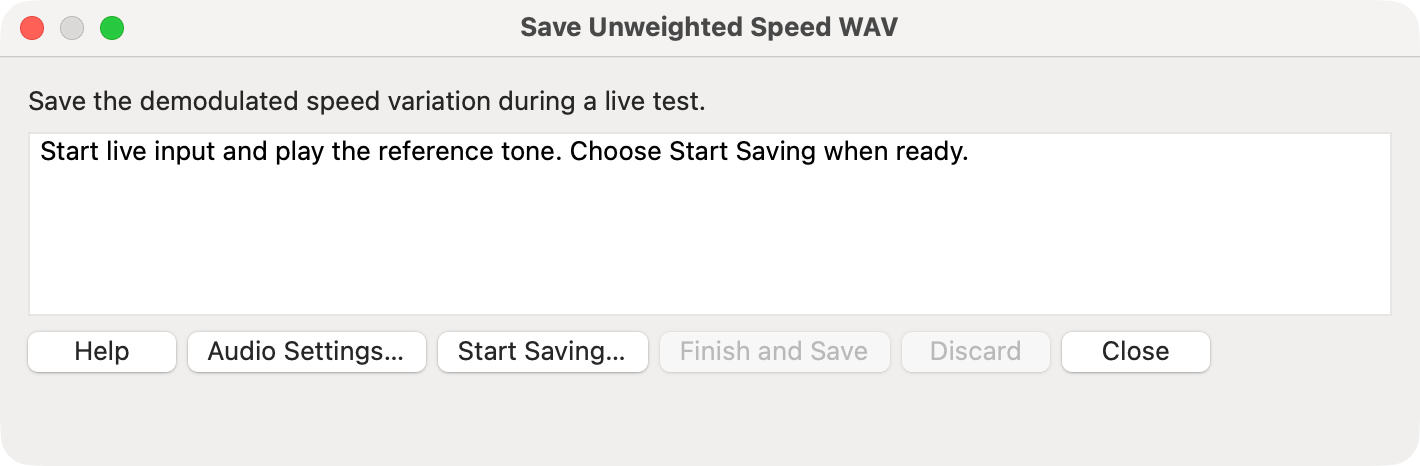 Save Unweighted Speed WAV
Save the demodulated speed variation during a live test.
Start live input and play the reference tone. Choose Start Saving when ready.
Help
Audio Settings...
Start Saving...
Finish and Save
Discard
Close